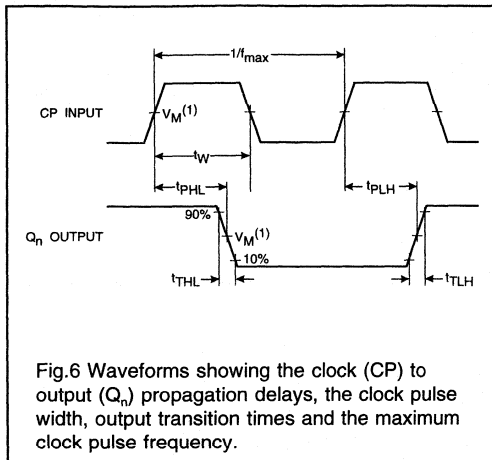 1/fmax
CP INPUT
VM(1)
tW
tPHL
tPLH
90%
Qn OUTPUT
VM(1)
10%
tTHL
tTLH
Fig.6 Waveforms showing the clock (CP) to
output (Qn) propagation delays, the clock pulse
width, output transition times and the maximum
clock pulse frequency.